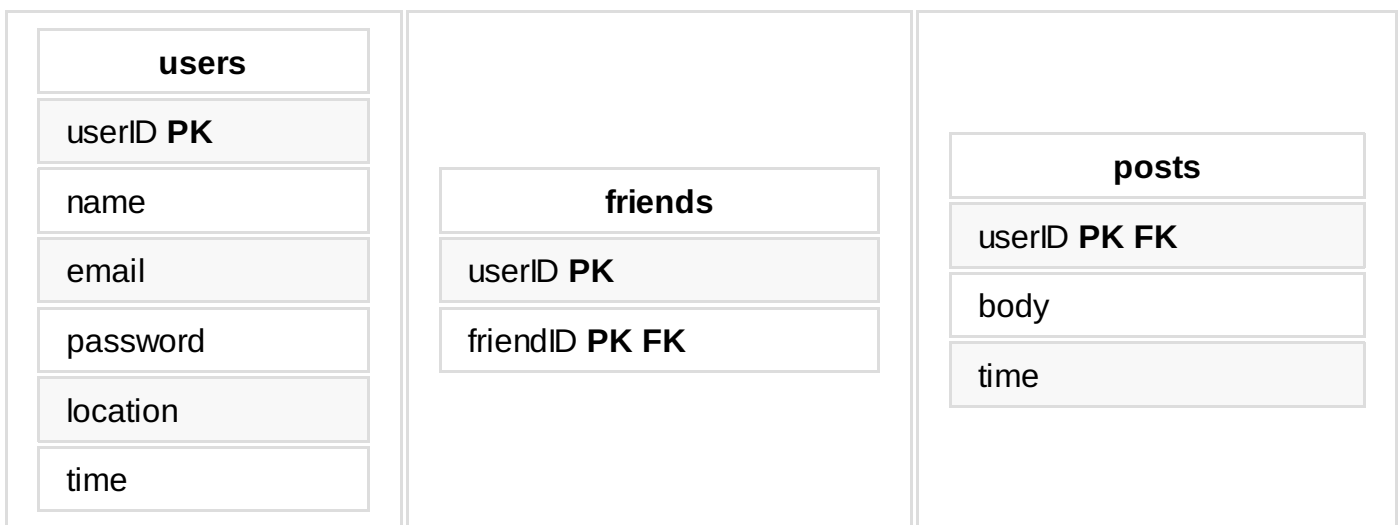 users
userID PK
name
email
password
location
time
friends
userID PK
friendID PK FK
posts
userID PK FK
body
time